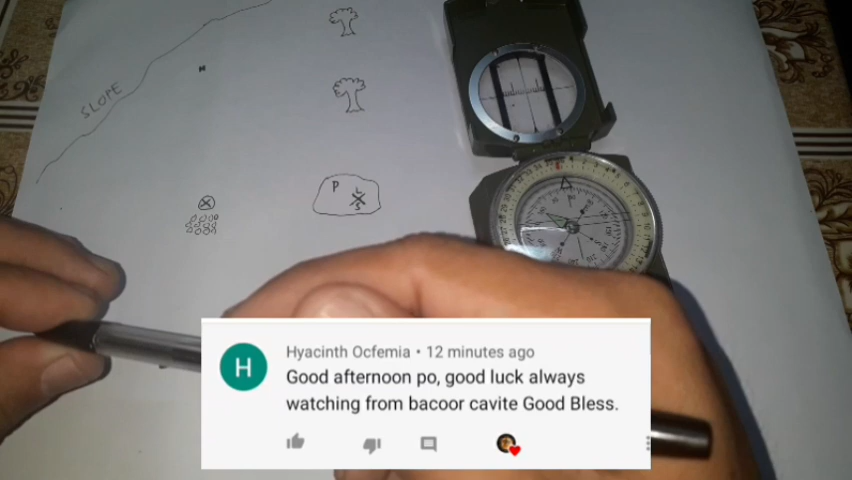 SLOPE
N
P
L
S
H
Hyacinth Ocfemia • 12 minutes ago
Good afternoon po, good luck always
watching from bacoor cavite Good Bless.